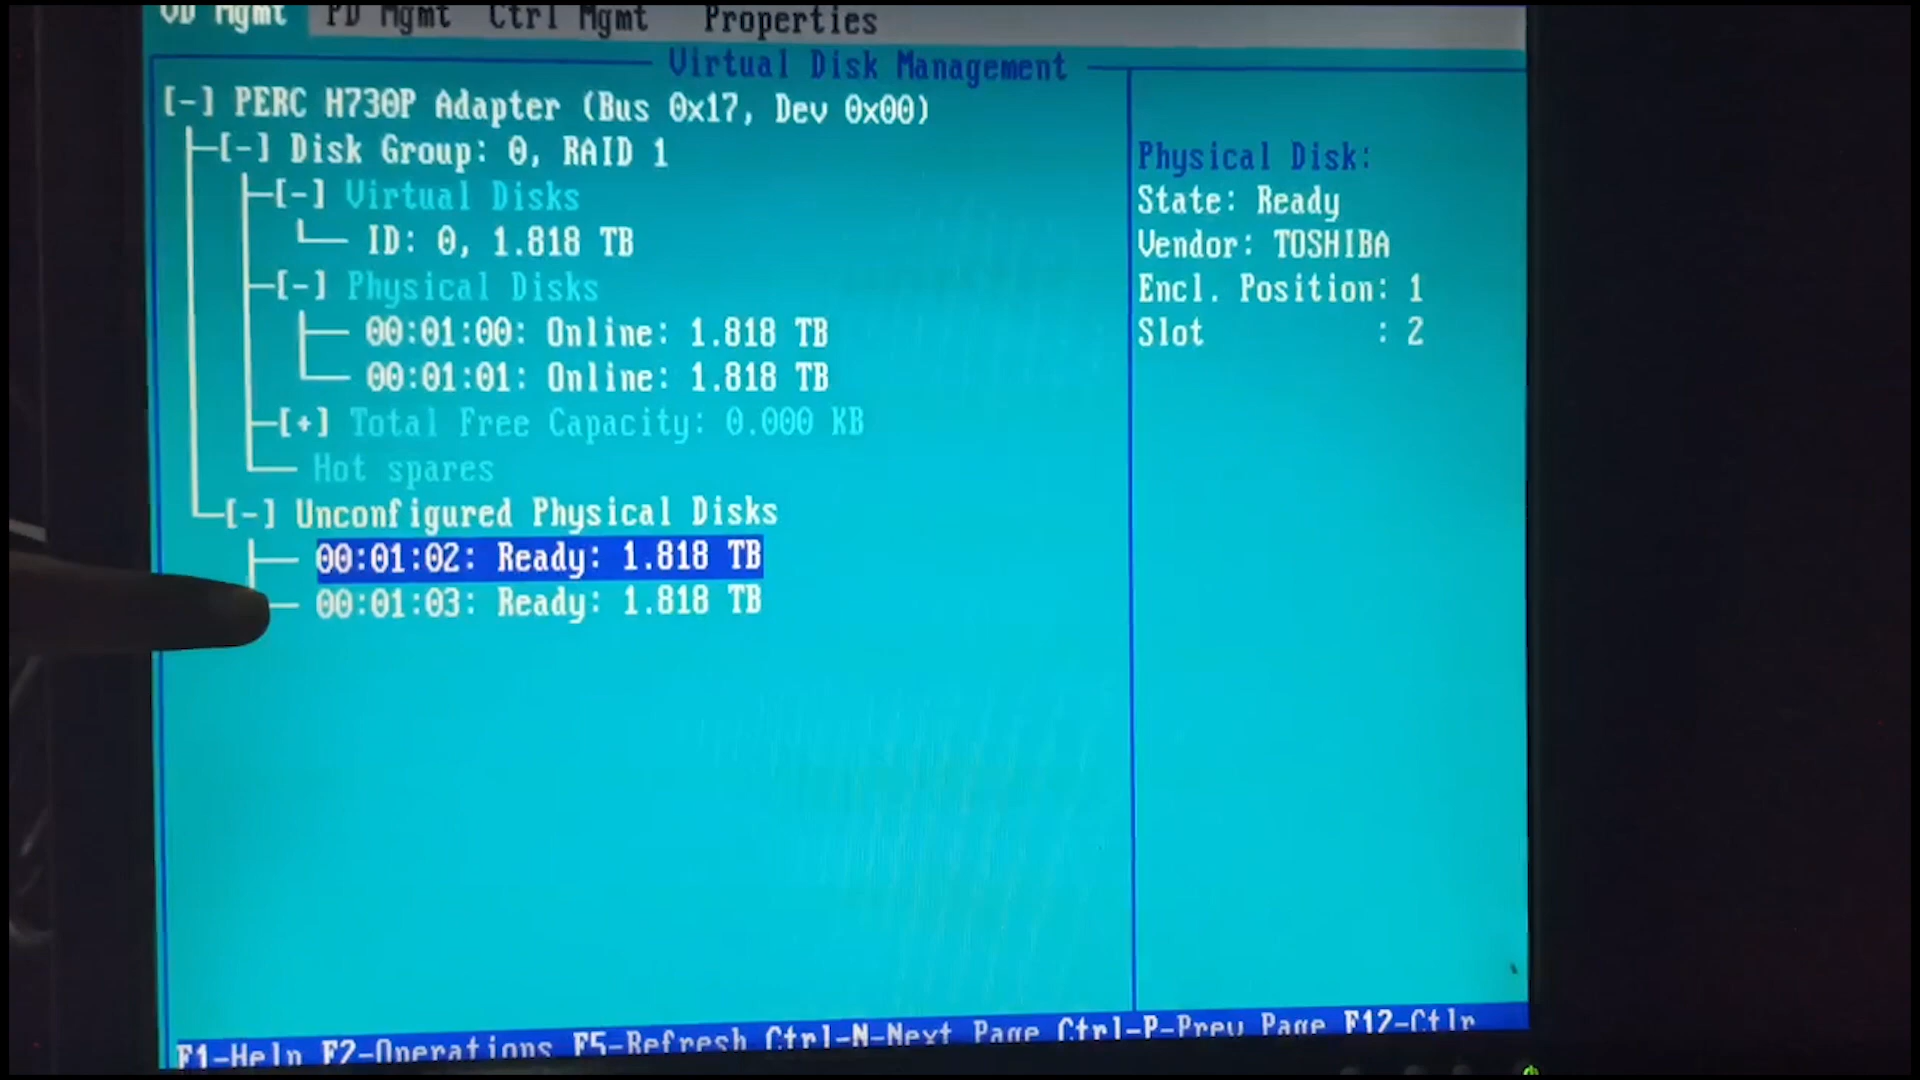 VD Mgmt PD Mgmt Ctrl Mgmt Properties
Virtual Disk Management
[-] PERC H730P Adapter (Bus 0x17, Dev 0x00)
[-] Disk Group: 0, RAID 1
[-] Virtual Disks
ID: 0, 1.818 TB
[-] Physical Disks
00:01:00: Online: 1.818 TB
00:01:01: Online: 1.818 TB
[+] Total Free Capacity: 0.000 KB
Hot spares
[-] Unconfigured Physical Disks
00:01:02: Ready: 1.818 TB
00:01:03: Ready: 1.818 TB
Physical Disk:
State: Ready
Vendor: TOSHIBA
Encl. Position: 1
Slot : 2
F1-Help F2-Operations F5-Refresh Ctrl-N-Next Page Ctrl-P-Prev Page F12-Ctlr